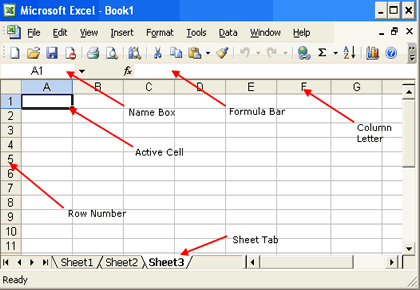 Microsoft Excel - Book1
File Edit View Insert Format Tools Data Window Help
A1 fx
A B C D E F G
1
Name Box
Formula Bar
2
Column
Letter
3
4
Active Cell
5
6
7
8
Row Number
9
10
Sheet Tab
11
Sheet1 Sheet2 Sheet3
Ready